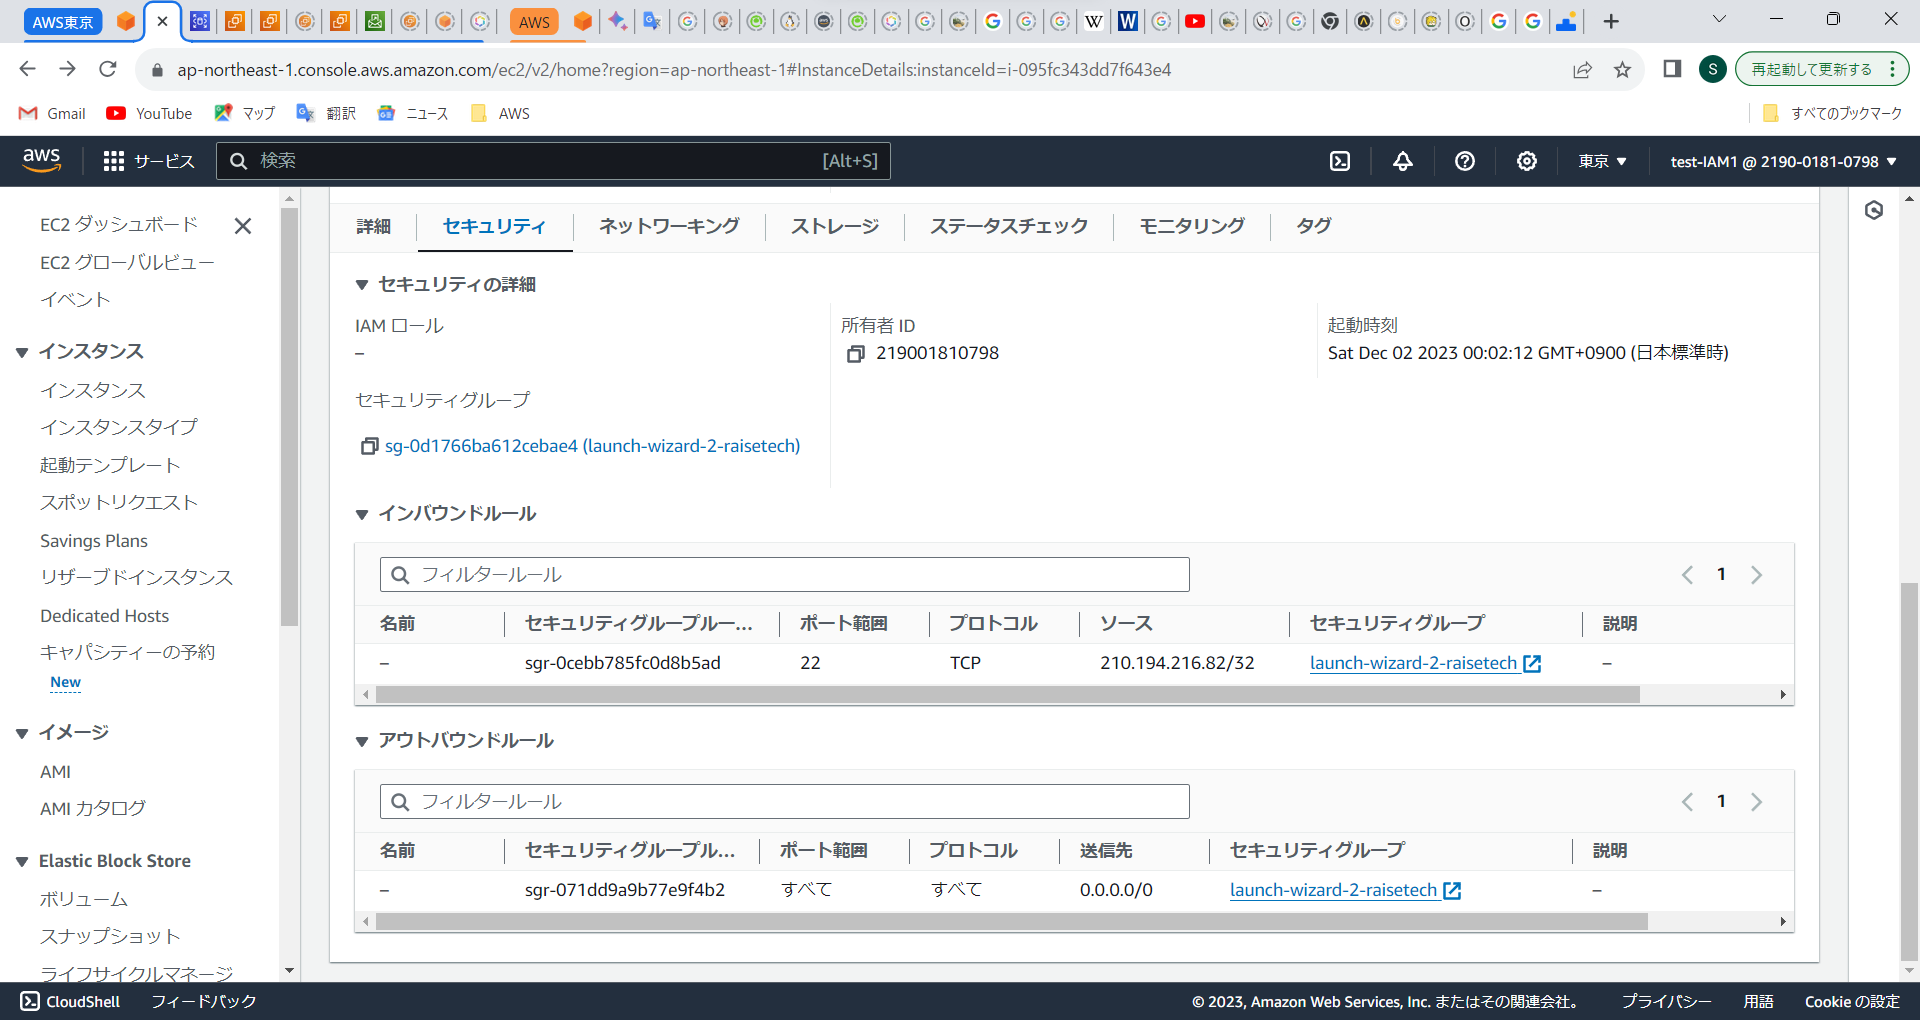 AWS東京
AWS
ap-northeast-1.console.aws.amazon.com/ec2/v2/home?region=ap-northeast-1#InstanceDetails:instanceId=i-095fc343dd7f643e4
S
再起動して更新する
Gmail
YouTube
マップ
翻訳
ニュース
AWS
すべてのブックマーク
aws
サービス
検索
[Alt+S]
東京
test-IAM1 @ 2190-0181-0798
EC2 ダッシュボード
EC2 グローバルビュー
イベント
インスタンス
インスタンス
インスタンスタイプ
起動テンプレート
スポットリクエスト
Savings Plans
リザーブドインスタンス
Dedicated Hosts
キャパシティーの予約
New
イメージ
AMI
AMI カタログ
Elastic Block Store
ボリューム
スナップショット
ライフサイクルマネージ
詳細 セキュリティ ネットワーキング ストレージ ステータスチェック モニタリング タグ
セキュリティの詳細
IAM ロール
–
所有者 ID
219001810798
起動時刻
Sat Dec 02 2023 00:02:12 GMT+0900 (日本標準時)
セキュリティグループ
sg-0d1766ba612cebae4 (launch-wizard-2-raisetech)
インバウンドルール
フィルタールール
1
名前 セキュリティグループルー... ポート範囲 プロトコル ソース セキュリティグループ 説明
– sgr-0cebb785fc0d8b5ad 22 TCP 210.194.216.82/32 launch-wizard-2-raisetech –
アウトバウンドルール
フィルタールール
1
名前 セキュリティグループル... ポート範囲 プロトコル 送信先 セキュリティグループ 説明
– sgr-071dd9a9b77e9f4b2 すべて すべて 0.0.0.0/0 launch-wizard-2-raisetech –
CloudShell
フィードバック
© 2023, Amazon Web Services, Inc. またはその関連会社。
プライバシー
用語
Cookie の設定